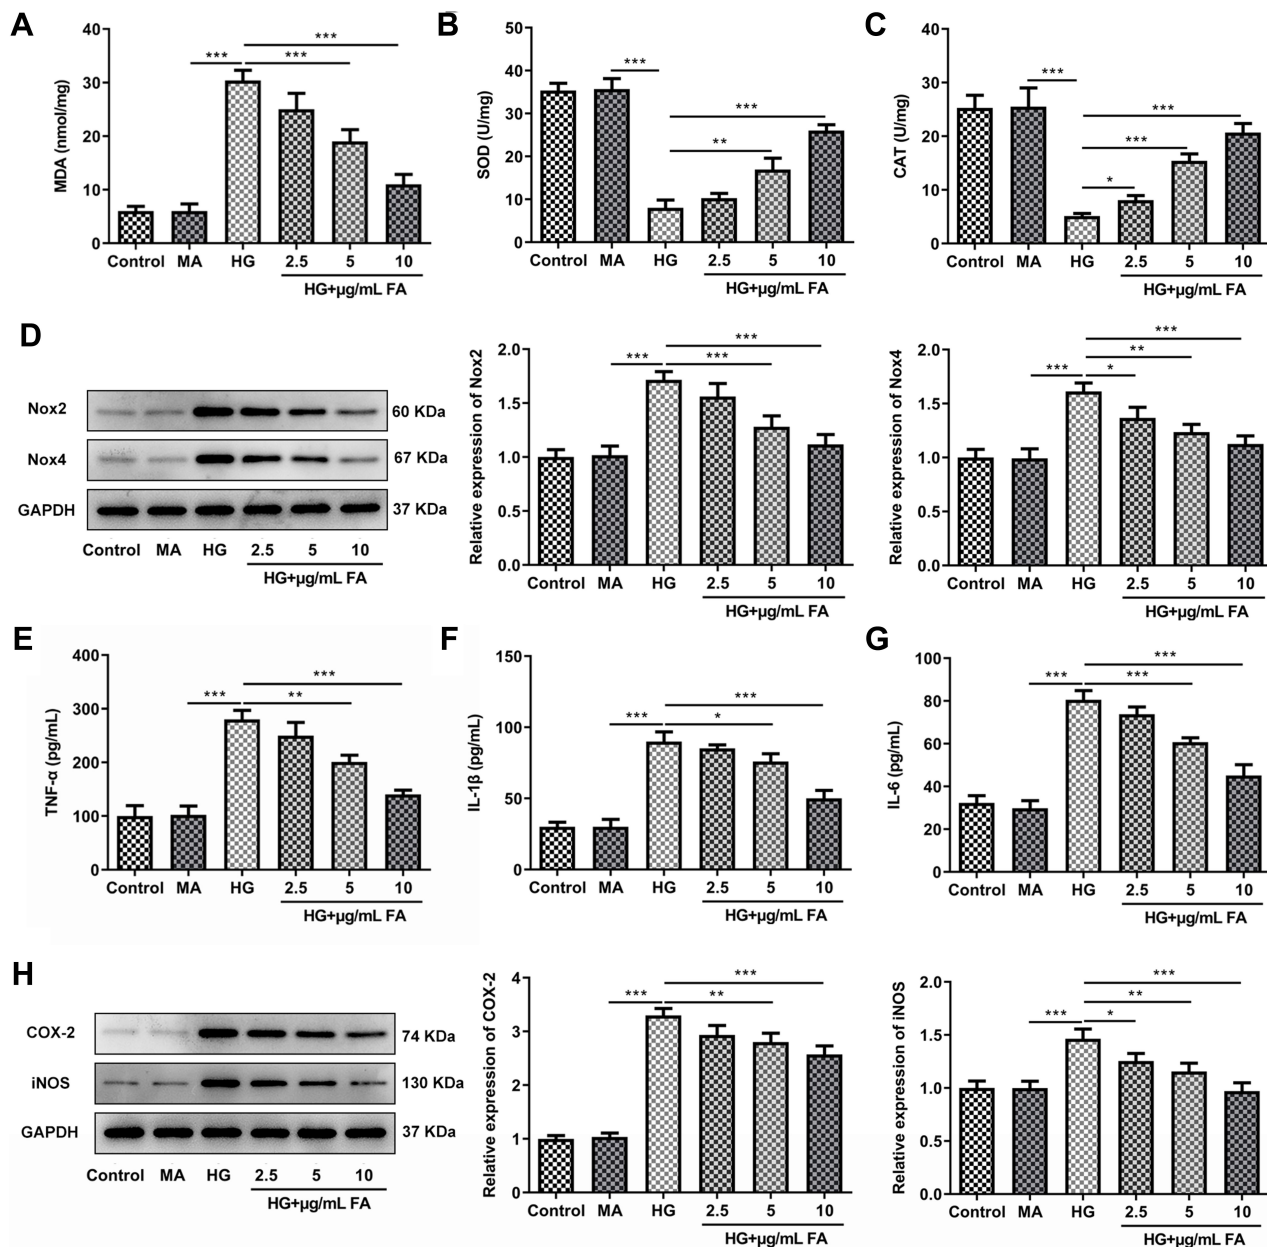 A
MDA (nmol/mg)
40
30
20
10
0
*** *** ***
Control MA HG 2.5 5 10
HG+µg/mL FA
B
SOD (U/mg)
50
40
30
20
10
0
*** *** **
Control MA HG 2.5 5 10
HG+µg/mL FA
C
CAT (U/mg)
40
30
20
10
0
*** *** *** *
Control MA HG 2.5 5 10
HG+µg/mL FA
D
Nox2 60 KDa
Nox4 67 KDa
GAPDH 37 KDa
Control MA HG 2.5 5 10
HG+µg/mL FA
Relative expression of Nox2
2.0
1.5
1.0
0.5
0.0
*** *** ***
Control MA HG 2.5 5 10
HG+µg/mL FA
Relative expression of Nox4
2.0
1.5
1.0
0.5
0.0
*** ** *** *
Control MA HG 2.5 5 10
HG+µg/mL FA
E
TNF-α (pg/mL)
400
300
200
100
0
*** *** **
Control MA HG 2.5 5 10
HG+µg/mL FA
F
IL-1β (pg/mL)
150
100
50
0
*** *** *
Control MA HG 2.5 5 10
HG+µg/mL FA
G
IL-6 (pg/mL)
100
80
60
40
20
0
*** *** ***
Control MA HG 2.5 5 10
HG+µg/mL FA
H
COX-2 74 KDa
iNOS 130 KDa
GAPDH 37 KDa
Control MA HG 2.5 5 10
HG+µg/mL FA
Relative expression of COX-2
4
3
2
1
0
*** *** **
Control MA HG 2.5 5 10
HG+µg/mL FA
Relative expression of iNOS
2.0
1.5
1.0
0.5
0.0
*** ** *** *
Control MA HG 2.5 5 10
HG+µg/mL FA